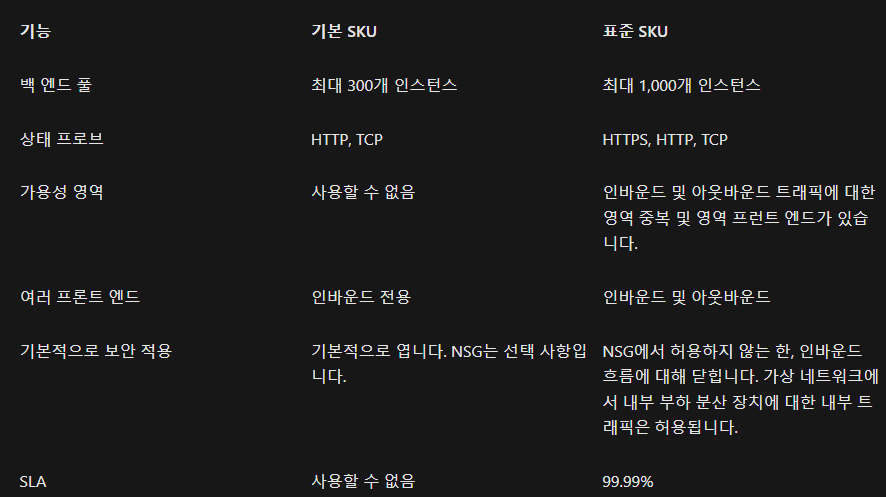 기능 기본 SKU 표준 SKU
백 엔드 풀 최대 300개 인스턴스 최대 1,000개 인스턴스
상태 프로브 HTTP, TCP HTTPS, HTTP, TCP
가용성 영역 사용할 수 없음 인바운드 및 아웃바운드 트래픽에 대한
영역 중복 및 영역 프런트 엔드가 있습
니다.
여러 프론트 엔드 인바운드 전용 인바운드 및 아웃바운드
기본적으로 보안 적용 기본적으로 엽니다. NSG는 선택 사항입 NSG에서 허용하지 않는 한, 인바운드
니다. 흐름에 대해 닫힙니다. 가상 네트워크에
서 내부 부하 분산 장치에 대한 내부 트
래픽은 허용됩니다.
SLA 사용할 수 없음 99.99%